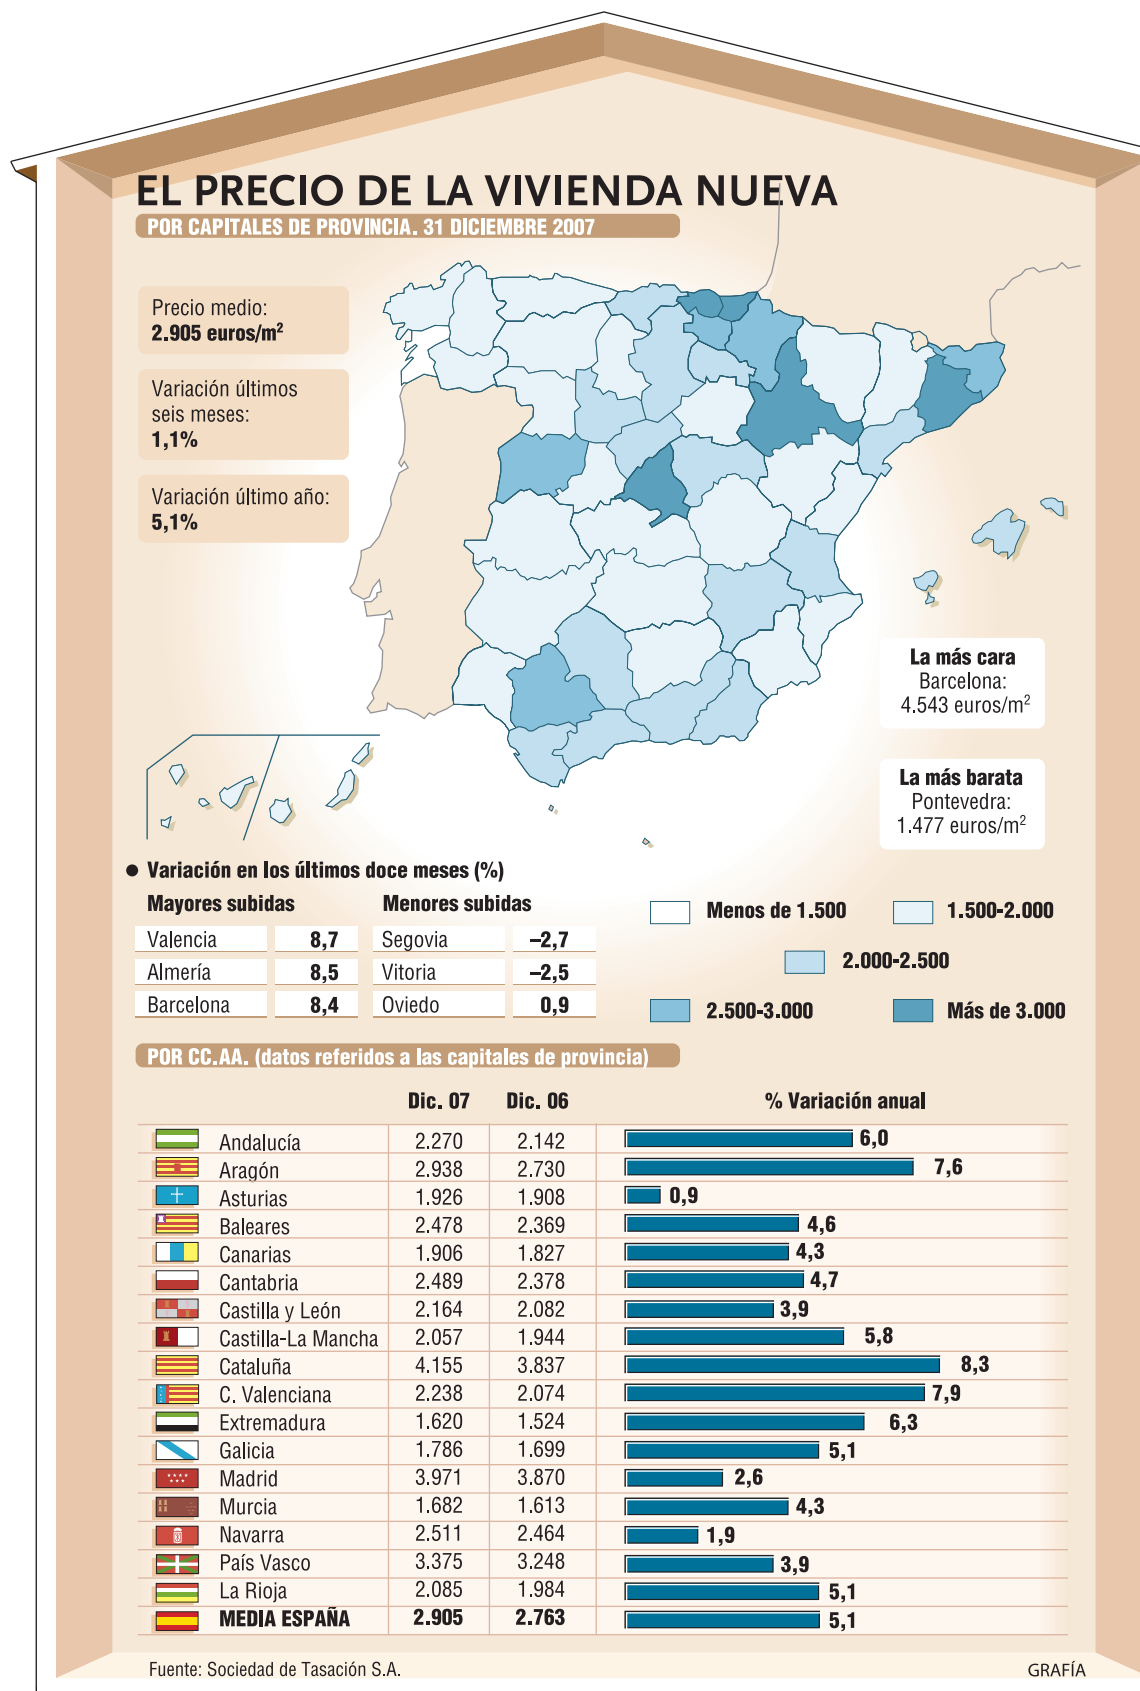 EL PRECIO DE LA VIVIENDA NUEVA
POR CAPITALES DE PROVINCIA. 31 DICIEMBRE 2007
Precio medio:
2.905 euros/m²
Variación últimos
seis meses:
1,1%
Variación último año:
5,1%
La más cara
Barcelona:
4.543 euros/m²
La más barata
Pontevedra:
1.477 euros/m²
● Variación en los últimos doce meses (%)
Mayores subidas Menores subidas
Valencia 8,7 Segovia –2,7
Almería 8,5 Vitoria –2,5
Barcelona 8,4 Oviedo 0,9
Menos de 1.500 1.500-2.000
2.000-2.500
2.500-3.000 Más de 3.000
POR CC.AA. (datos referidos a las capitales de provincia)
Dic. 07 Dic. 06 % Variación anual
Andalucía 2.270 2.142 6,0
Aragón 2.938 2.730 7,6
Asturias 1.926 1.908 0,9
Baleares 2.478 2.369 4,6
Canarias 1.906 1.827 4,3
Cantabria 2.489 2.378 4,7
Castilla y León 2.164 2.082 3,9
Castilla-La Mancha 2.057 1.944 5,8
Cataluña 4.155 3.837 8,3
C. Valenciana 2.238 2.074 7,9
Extremadura 1.620 1.524 6,3
Galicia 1.786 1.699 5,1
Madrid 3.971 3.870 2,6
Murcia 1.682 1.613 4,3
Navarra 2.511 2.464 1,9
País Vasco 3.375 3.248 3,9
La Rioja 2.085 1.984 5,1
MEDIA ESPAÑA 2.905 2.763 5,1
Fuente: Sociedad de Tasación S.A. GRAFÍA